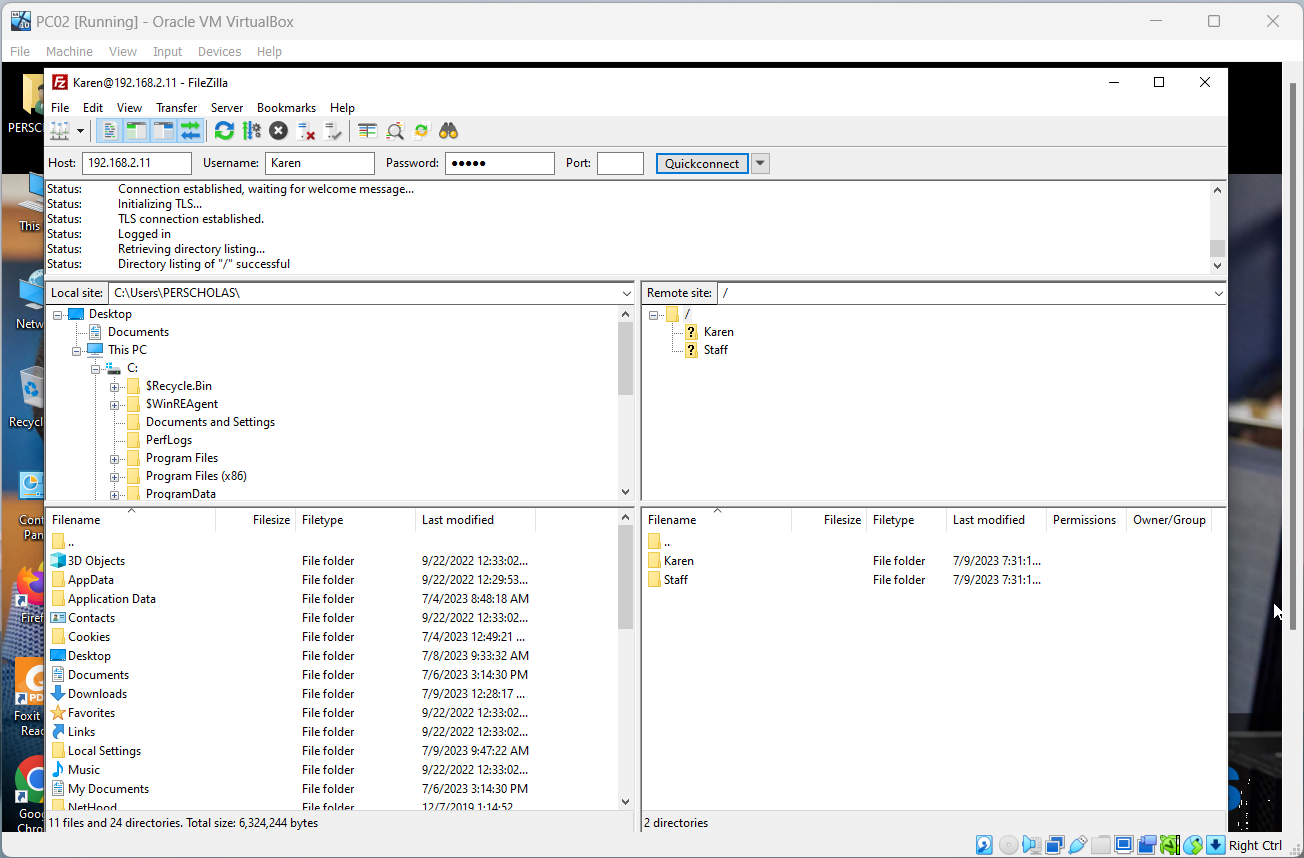 PC02 [Running] - Oracle VM VirtualBox
File Machine View Input Devices Help
Karen@192.168.2.11 - FileZilla
File Edit View Transfer Server Bookmarks Help
Host: 192.168.2.11 Username: Karen Password: ●●●●● Port: Quickconnect
Status: Connection established, waiting for welcome message...
Status: Initializing TLS...
Status: TLS connection established.
Status: Logged in
Status: Retrieving directory listing...
Status: Directory listing of "/" successful
Local site: C:\Users\PERSCHOLAS\
Desktop
Documents
This PC
C:
$Recycle.Bin
$WinREAgent
Documents and Settings
PerfLogs
Program Files
Program Files (x86)
ProgramData
Remote site: /
/
? Karen
? Staff
Filename Filesize Filetype Last modified
..
3D Objects File folder 9/22/2022 12:33:02...
AppData File folder 9/22/2022 12:29:53...
Application Data File folder 7/4/2023 8:48:18 AM
Contacts File folder 9/22/2022 12:33:02...
Cookies File folder 7/4/2023 12:49:21 ...
Desktop File folder 7/8/2023 9:33:32 AM
Documents File folder 7/6/2023 3:14:30 PM
Downloads File folder 7/9/2023 12:28:17 ...
Favorites File folder 9/22/2022 12:33:02...
Links File folder 9/22/2022 12:33:02...
Local Settings File folder 7/9/2023 9:47:22 AM
Music File folder 9/22/2022 12:33:02...
My Documents File folder 7/6/2023 3:14:30 PM
NetHood File folder 12/7/2019 1:14:52
11 files and 24 directories. Total size: 6,324,244 bytes
Filename Filesize Filetype Last modified Permissions Owner/Group
..
Karen File folder 7/9/2023 7:31:1...
Staff File folder 7/9/2023 7:31:1...
2 directories
PERSC
This
Netw
Recycl
Cont
Pan
Firef
Foxit
Reac
Goog
Chro
Right Ctrl